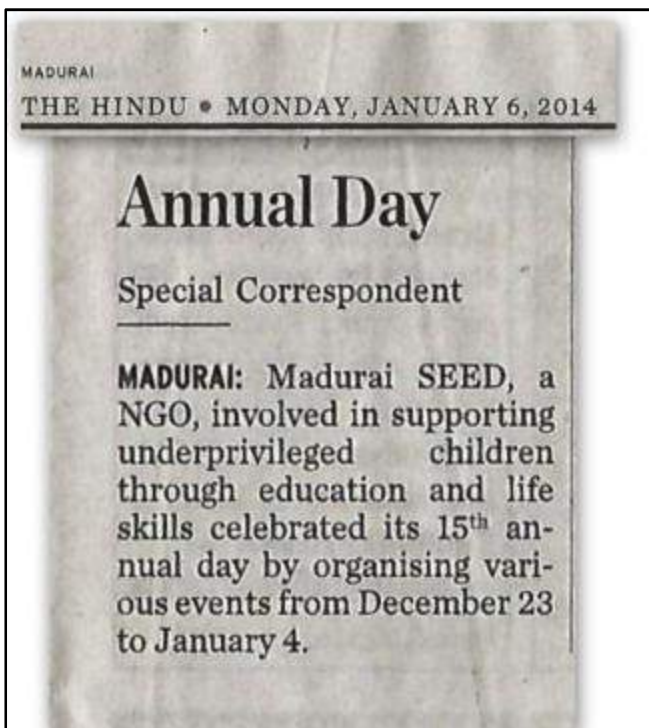 MADURAI
THE HINDU • MONDAY, JANUARY 6, 2014
Annual Day
Special Correspondent
MADURAI: Madurai SEED, a
NGO, involved in supporting
underprivileged children
through education and life
skills celebrated its 15th an-
nual day by organising vari-
ous events from December 23
to January 4.